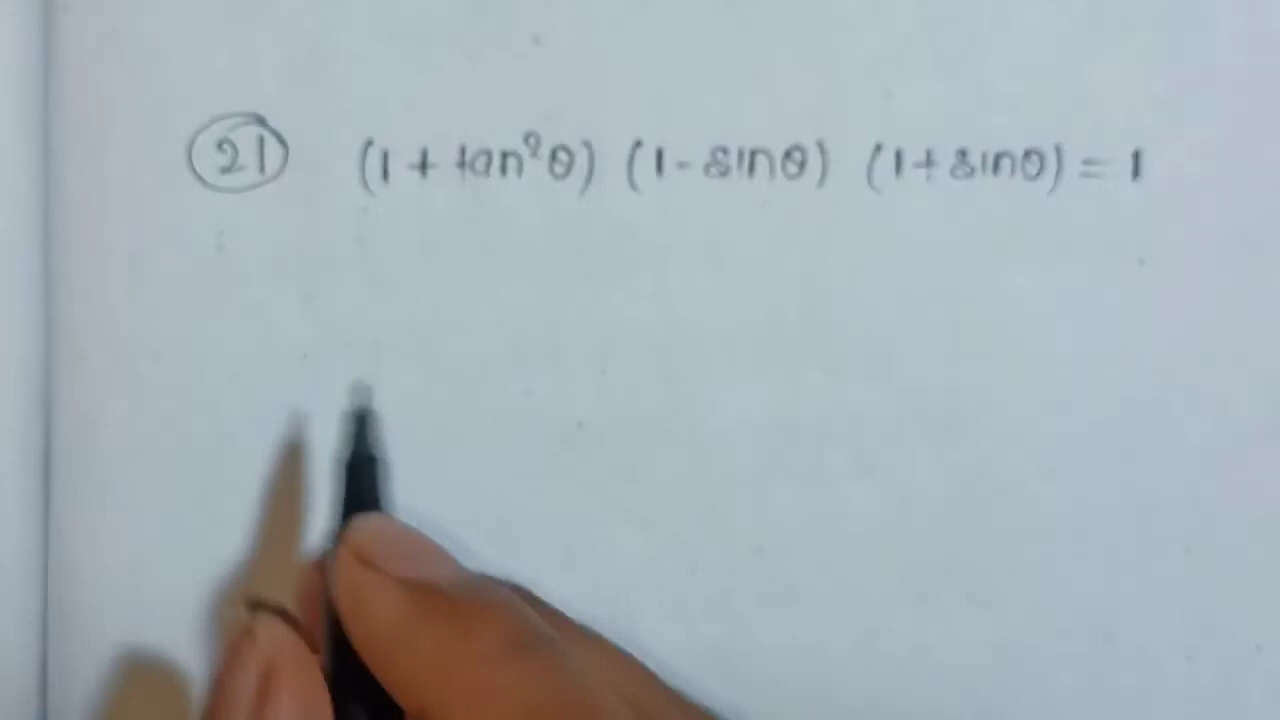 21 (1 + tan²θ) (1 - sinθ) (1 + sinθ) = 1